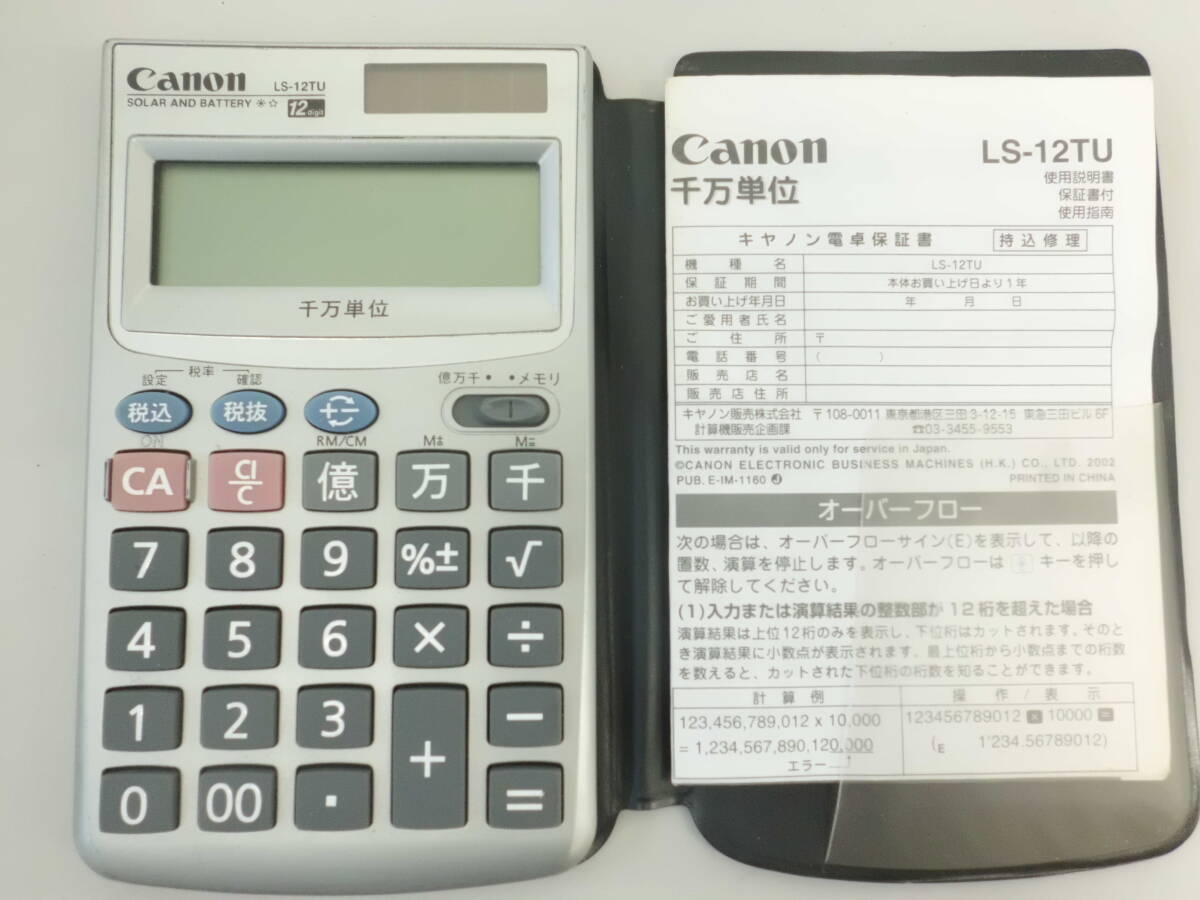 Canon
LS-12TU
SOLAR AND BATTERY
12 digit
千万単位
税率
設定 確認
億万千・ ・メモリ
税込 税抜 +−
ON
RM/CM M± M=
CA CI/C 億 万 千
7 8 9 %± √
4 5 6 × ÷
1 2 3 + −
0 00 . =
Canon LS-12TU
千万単位
使用説明書
保証書付
使用指南
キヤノン電卓保証書 持込修理
機種名 LS-12TU
保証期間 本体お買い上げ日より1年
お買い上げ年月日 年 月 日
ご愛用者氏名
ご住所 〒
電話番号 ( )
販売店名
販売店住所
キヤノン販売株式会社 〒108-0011 東京都港区三田3-12-15 東急三田ビル6F
計算機販売企画課 ☎03-3455-9553
This warranty is valid only for service in Japan.
©CANON ELECTRONIC BUSINESS MACHINES (H.K.) CO., LTD. 2002
PUB. E-IM-1160 J PRINTED IN CHINA
オーバーフロー
次の場合は、オーバーフローサイン(E)を表示して、以降の
置数、演算を停止します。オーバーフローは キーを押し
て解除してください。
(1)入力または演算結果の整数部が12桁を超えた場合
演算結果は上位12桁のみを表示し、下位桁はカットされます。そのと
き演算結果に小数点が表示されます。最上位桁から小数点までの桁数
を数えると、カットされた下位桁の桁数を知ることができます。
計算例 操作/表示
123,456,789,012 x 10,000 123456789012 × 10000 =
= 1,234,567,890,120,000 (E 1'234.56789012)
エラー